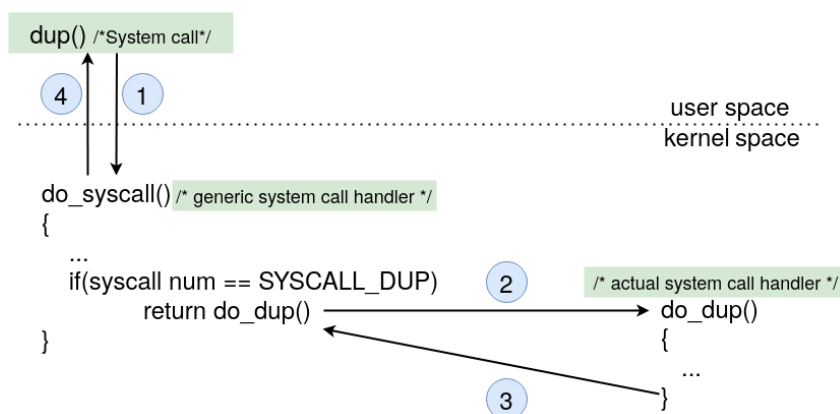 dup() /*System call*/
4 1
user space
kernel space
do_syscall() /* generic system call handler */
{
...
if(syscall num == SYSCALL_DUP)
return do_dup()
}
2
/* actual system call handler */
do_dup()
{
...
}
3